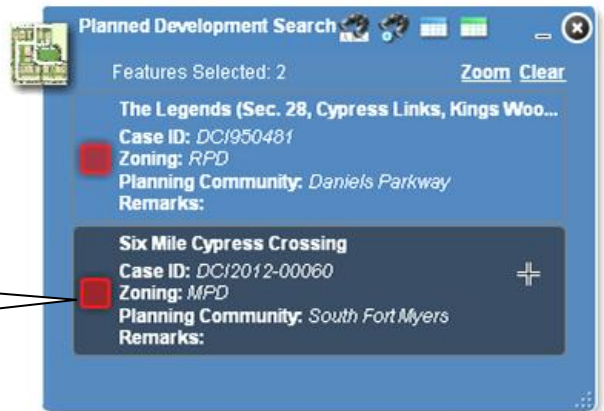 Planned Development Search
Features Selected: 2 Zoom Clear
The Legends (Sec. 28, Cypress Links, Kings Woo...
Case ID: DCI950481
Zoning: RPD
Planning Community: Daniels Parkway
Remarks:
Six Mile Cypress Crossing
Case ID: DCI2012-00060
Zoning: MPD
Planning Community: South Fort Myers
Remarks: